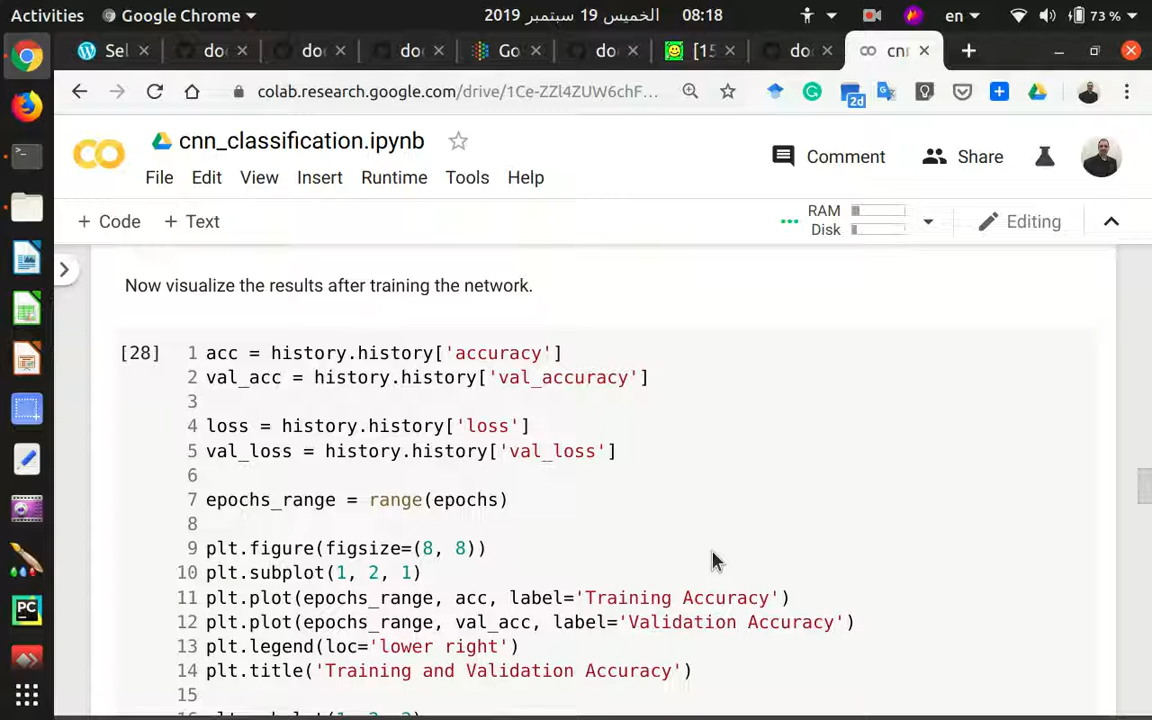 Activities Google Chrome الخميس 19 سبتمبر 2019 08:18 en 73 %
Sel do do do Go do [15 do cnn
colab.research.google.com/drive/1Ce-ZZl4ZUW6chF... 2d
cnn_classification.ipynb
Comment Share
File Edit View Insert Runtime Tools Help
+ Code + Text RAM Disk Editing
Now visualize the results after training the network.
[28] 1 acc = history.history['accuracy']
2 val_acc = history.history['val_accuracy']
3
4 loss = history.history['loss']
5 val_loss = history.history['val_loss']
6
7 epochs_range = range(epochs)
8
9 plt.figure(figsize=(8, 8))
10 plt.subplot(1, 2, 1)
11 plt.plot(epochs_range, acc, label='Training Accuracy')
12 plt.plot(epochs_range, val_acc, label='Validation Accuracy')
13 plt.legend(loc='lower right')
14 plt.title('Training and Validation Accuracy')
15